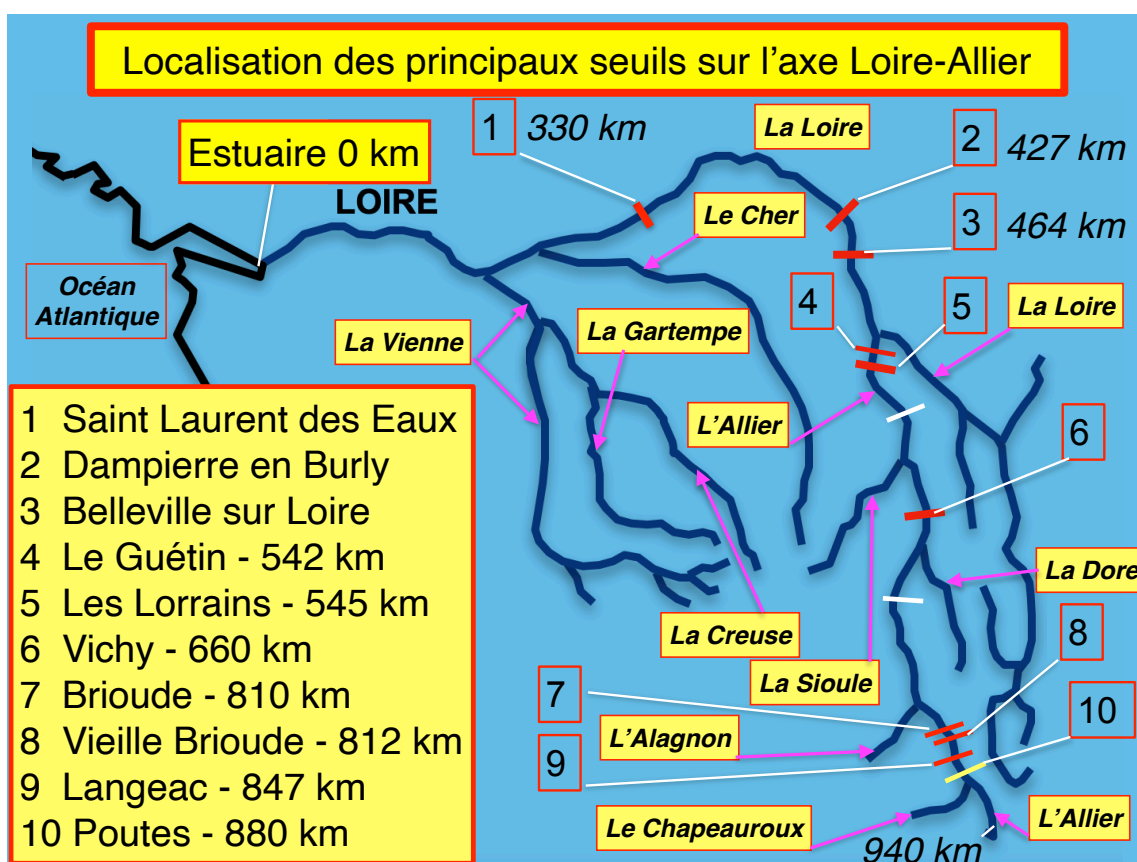 Localisation des principaux seuils sur l'axe Loire-Allier
1 330 km
La Loire
2 427 km
Estuaire 0 km
LOIRE
Le Cher
3 464 km
Océan
Atlantique
4
5
La Loire
La Vienne
La Gartempe
L'Allier
6
1 Saint Laurent des Eaux
2 Dampierre en Burly
3 Belleville sur Loire
4 Le Guétin - 542 km
5 Les Lorrains - 545 km
6 Vichy - 660 km
7 Brioude - 810 km
8 Vieille Brioude - 812 km
9 Langeac - 847 km
10 Poutes - 880 km
La Dore
La Creuse
8
La Sioule
7
10
L'Alagnon
9
Le Chapeauroux
L'Allier
940 km